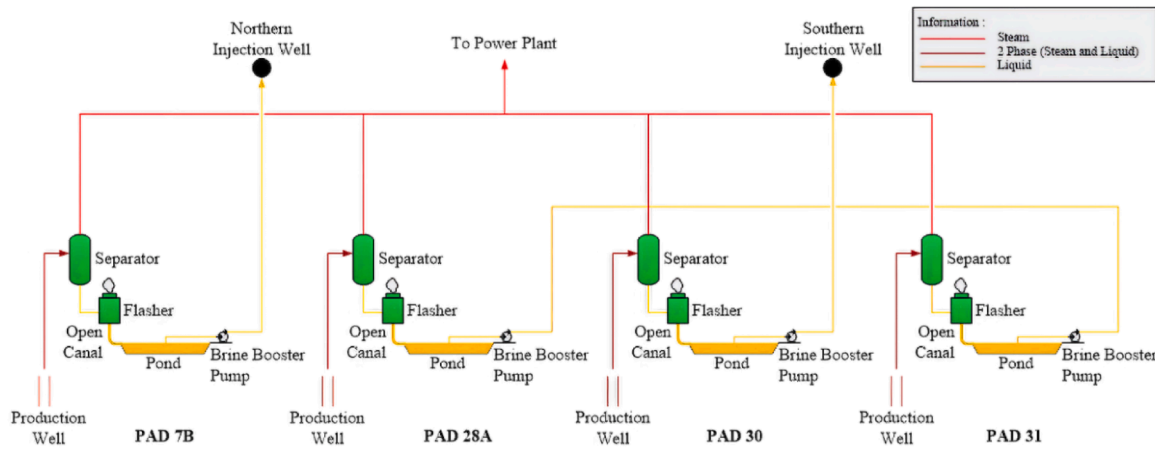 Northern
Injection Well
To Power Plant
Southern
Injection Well
Information :
Steam
2 Phase (Steam and Liquid)
Liquid
Separator
Flasher
Open
Canal
Pond
Brine Booster
Pump
Production
Well
PAD 7B
Separator
Flasher
Open
Canal
Pond
Brine Booster
Pump
Production
Well
PAD 28A
Separator
Flasher
Open
Canal
Pond
Brine Booster
Pump
Production
Well
PAD 30
Separator
Flasher
Open
Canal
Pond
Brine Booster
Pump
Production
Well
PAD 31